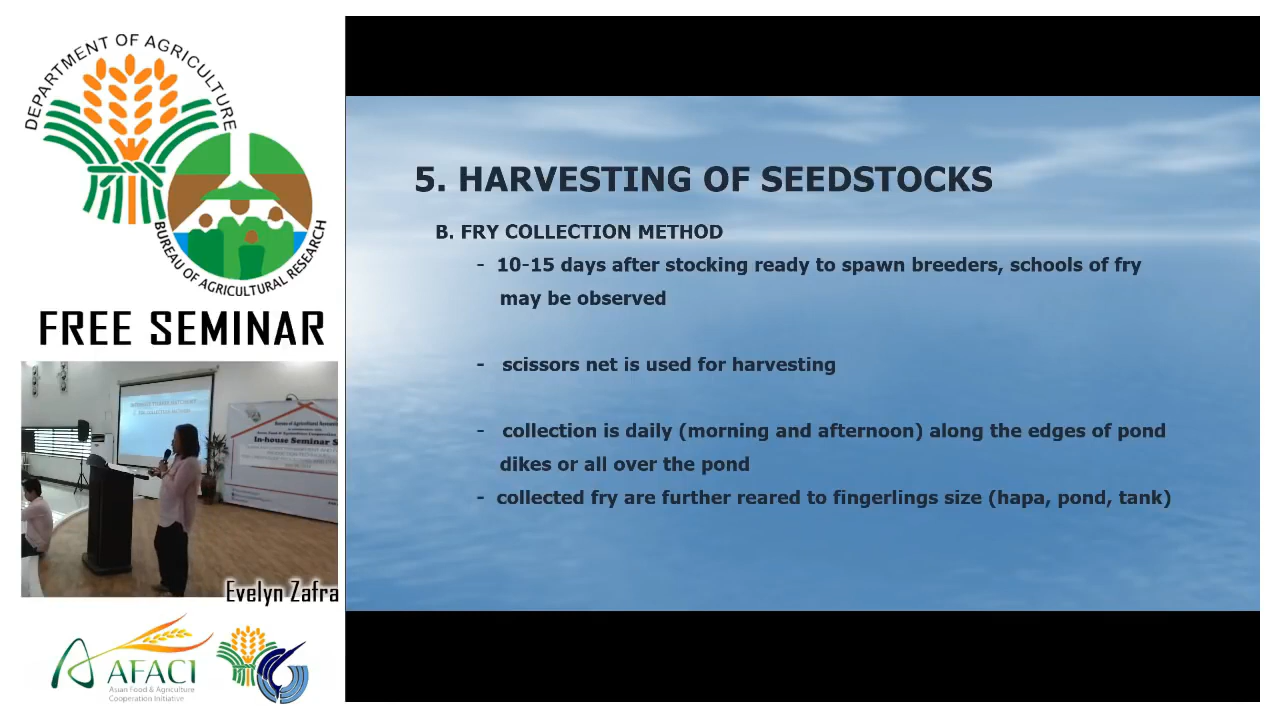 DEPARTMENT OF AGRICULTURE
BUREAU OF AGRICULTURAL RESEARCH
FREE SEMINAR
In-house Seminar S
Evelyn Zafra
AFACI
Asian Food & Agriculture
Cooperation Initiative
5. HARVESTING OF SEEDSTOCKS
B. FRY COLLECTION METHOD
- 10-15 days after stocking ready to spawn breeders, schools of fry
may be observed
- scissors net is used for harvesting
- collection is daily (morning and afternoon) along the edges of pond
dikes or all over the pond
- collected fry are further reared to fingerlings size (hapa, pond, tank)